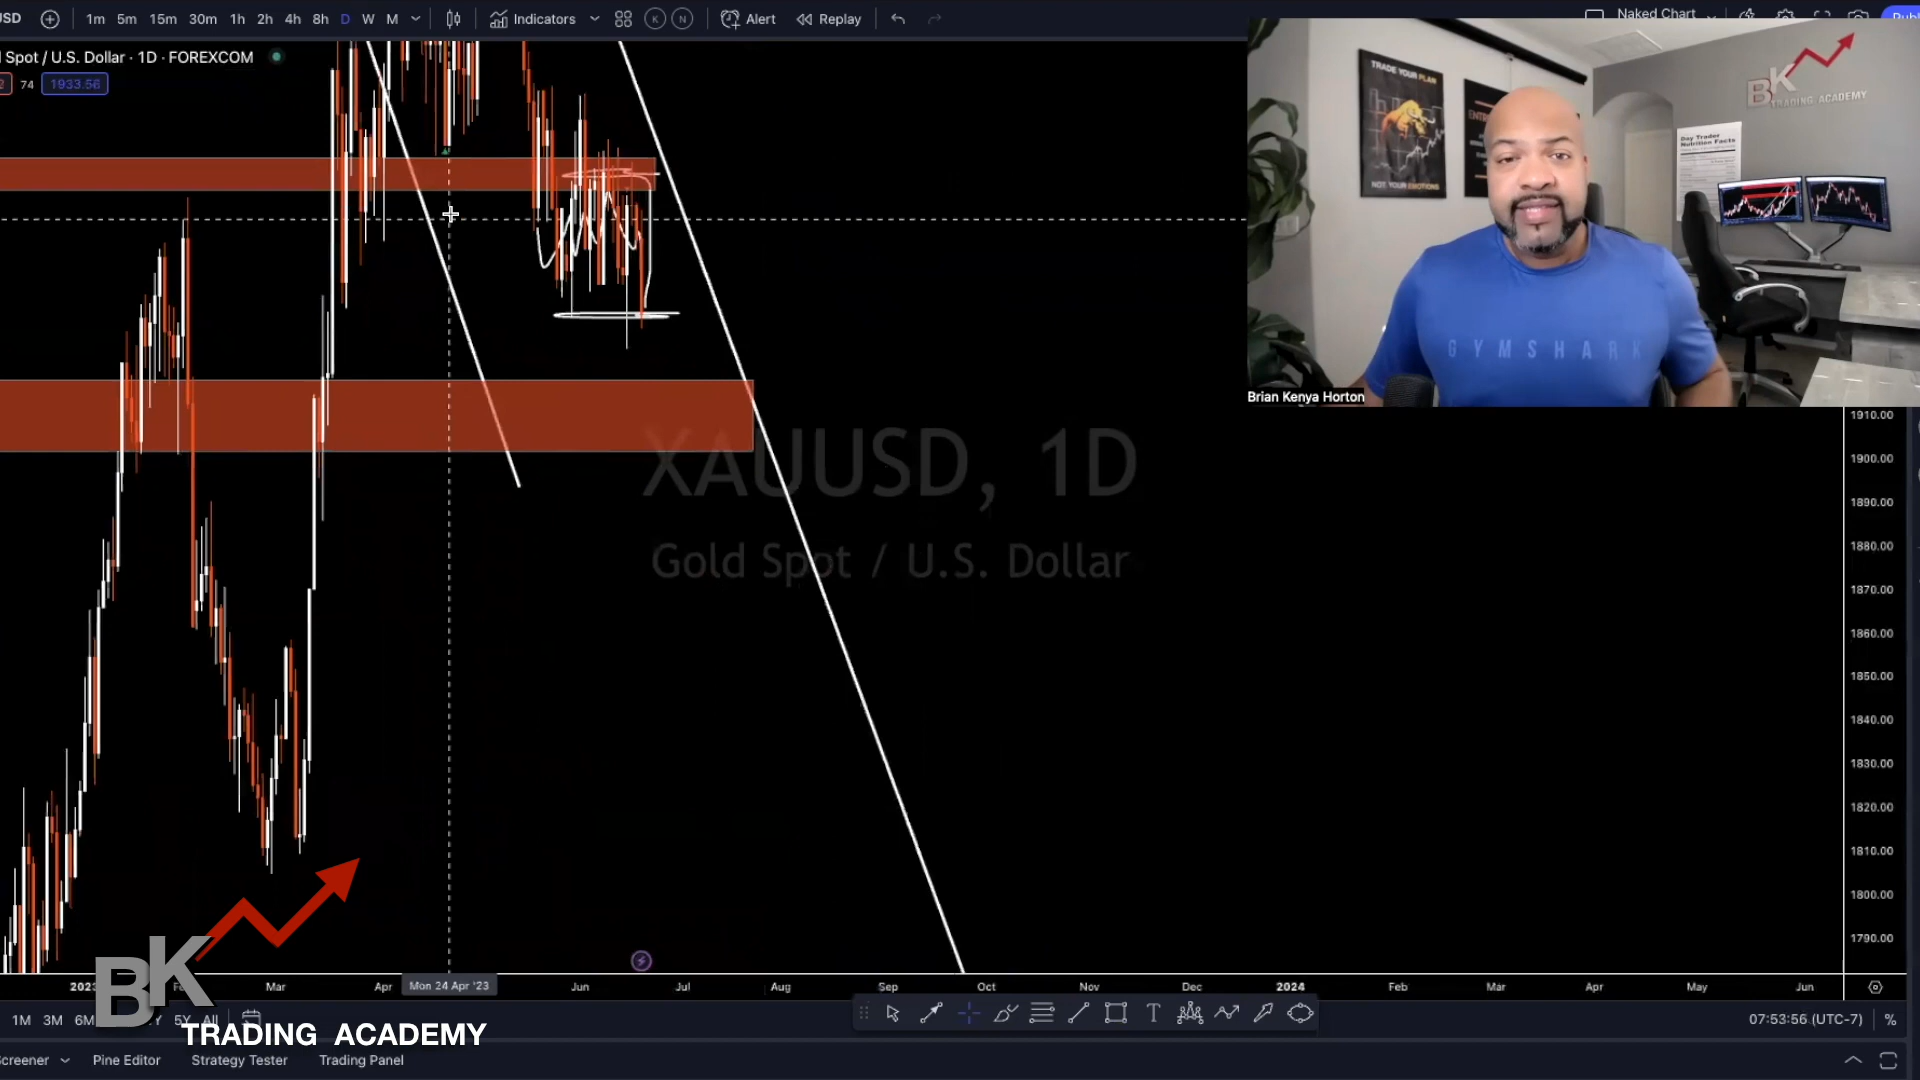 USD 1m 5m 15m 30m 1h 2h 4h 8h D W M Indicators K N Alert Replay Naked Chart
Spot / U.S. Dollar · 1D · FOREXCOM
2 74 1933.56
TRADE YOUR PLAN
NOT YOUR EMOTIONS
BK
TRADING ACADEMY
Day Trader
Nutrition Facts
GYMSHARK
Brian Kenya Horton
XAUUSD, 1D
Gold Spot / U.S. Dollar
1910.00
1900.00
1890.00
1880.00
1870.00
1860.00
1850.00
1840.00
1830.00
1820.00
1810.00
1800.00
1790.00
2023 Mar Apr Mon 24 Apr '23 Jun Jul Aug Sep Oct Nov Dec 2024 Feb Mar Apr May Jun
1M 3M 6M 5Y All 07:53:56 (UTC-7) %
BK
TRADING ACADEMY
creener Pine Editor Strategy Tester Trading Panel